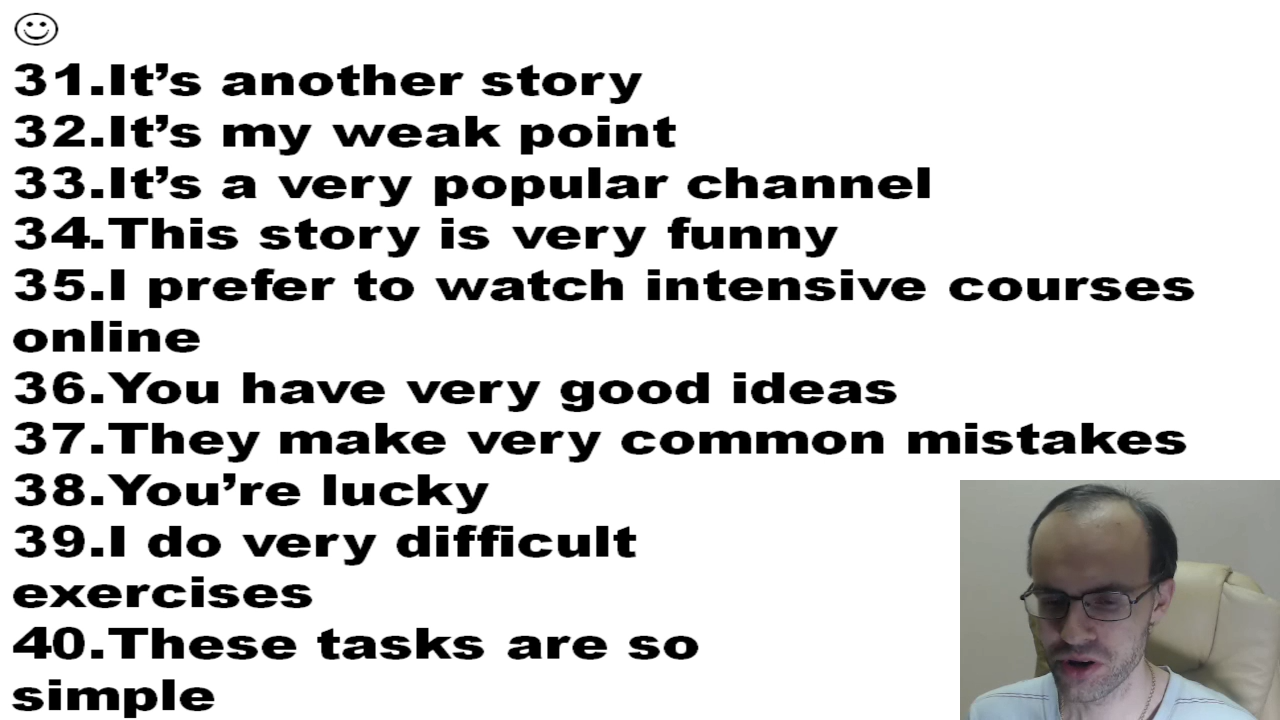 31.It’s another story
32.It’s my weak point
33.It’s a very popular channel
34.This story is very funny
35.I prefer to watch intensive courses
online
36.You have very good ideas
37.They make very common mistakes
38.You’re lucky
39.I do very difficult
exercises
40.These tasks are so
simple